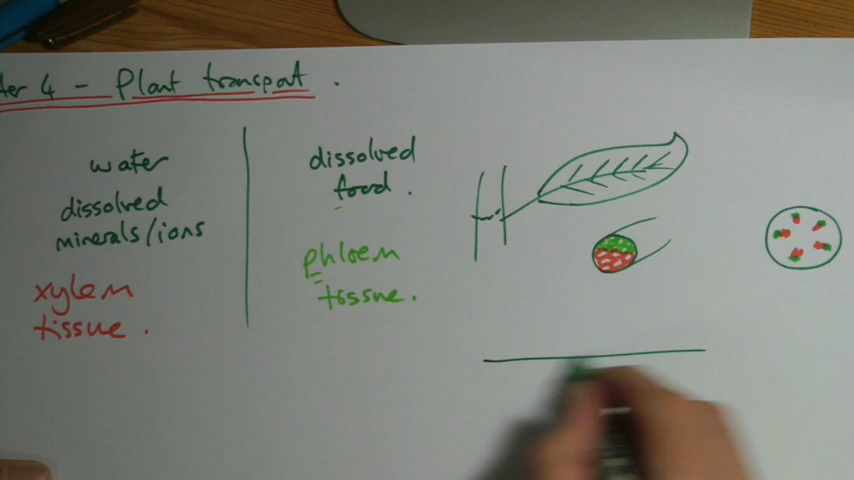 ter 4 - Plant transport .
water
dissolved
minerals/ions
xylem
tissue .
dissolved
food .
phloem
tissue .